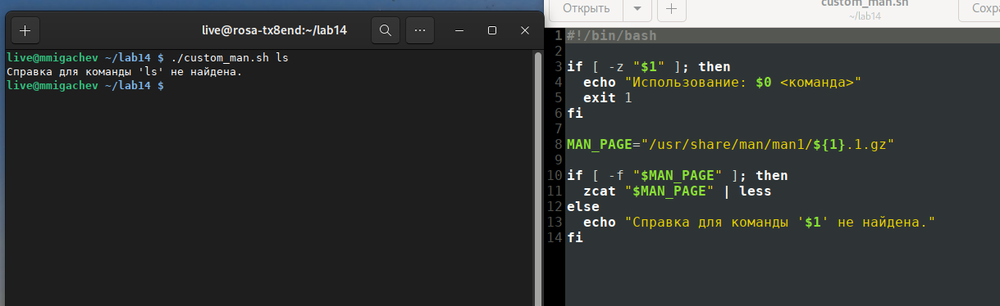 live@rosa-tx8end:~/lab14
live@mmigachev ~/lab14 $ ./custom_man.sh ls
Справка для команды 'ls' не найдена.
live@mmigachev ~/lab14 $
Открыть
custom_man.sh
~/lab14
Сохра
1 #!/bin/bash
2
3 if [ -z "$1" ]; then
4   echo "Использование: $0 <команда>"
5   exit 1
6 fi
7
8 MAN_PAGE="/usr/share/man/man1/${1}.1.gz"
9
10 if [ -f "$MAN_PAGE" ]; then
11   zcat "$MAN_PAGE" | less
12 else
13   echo "Справка для команды '$1' не найдена."
14 fi